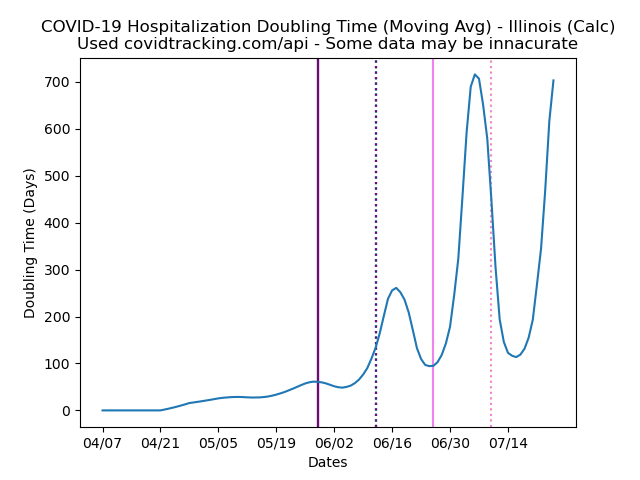 COVID-19 Hospitalization Doubling Time (Moving Avg) - Illinois (Calc)
Used covidtracking.com/api - Some data may be innacurate
700
600
500
400
300
200
100
0
Doubling Time (Days)
04/07 04/21 05/05 05/19 06/02 06/16 06/30 07/14
Dates